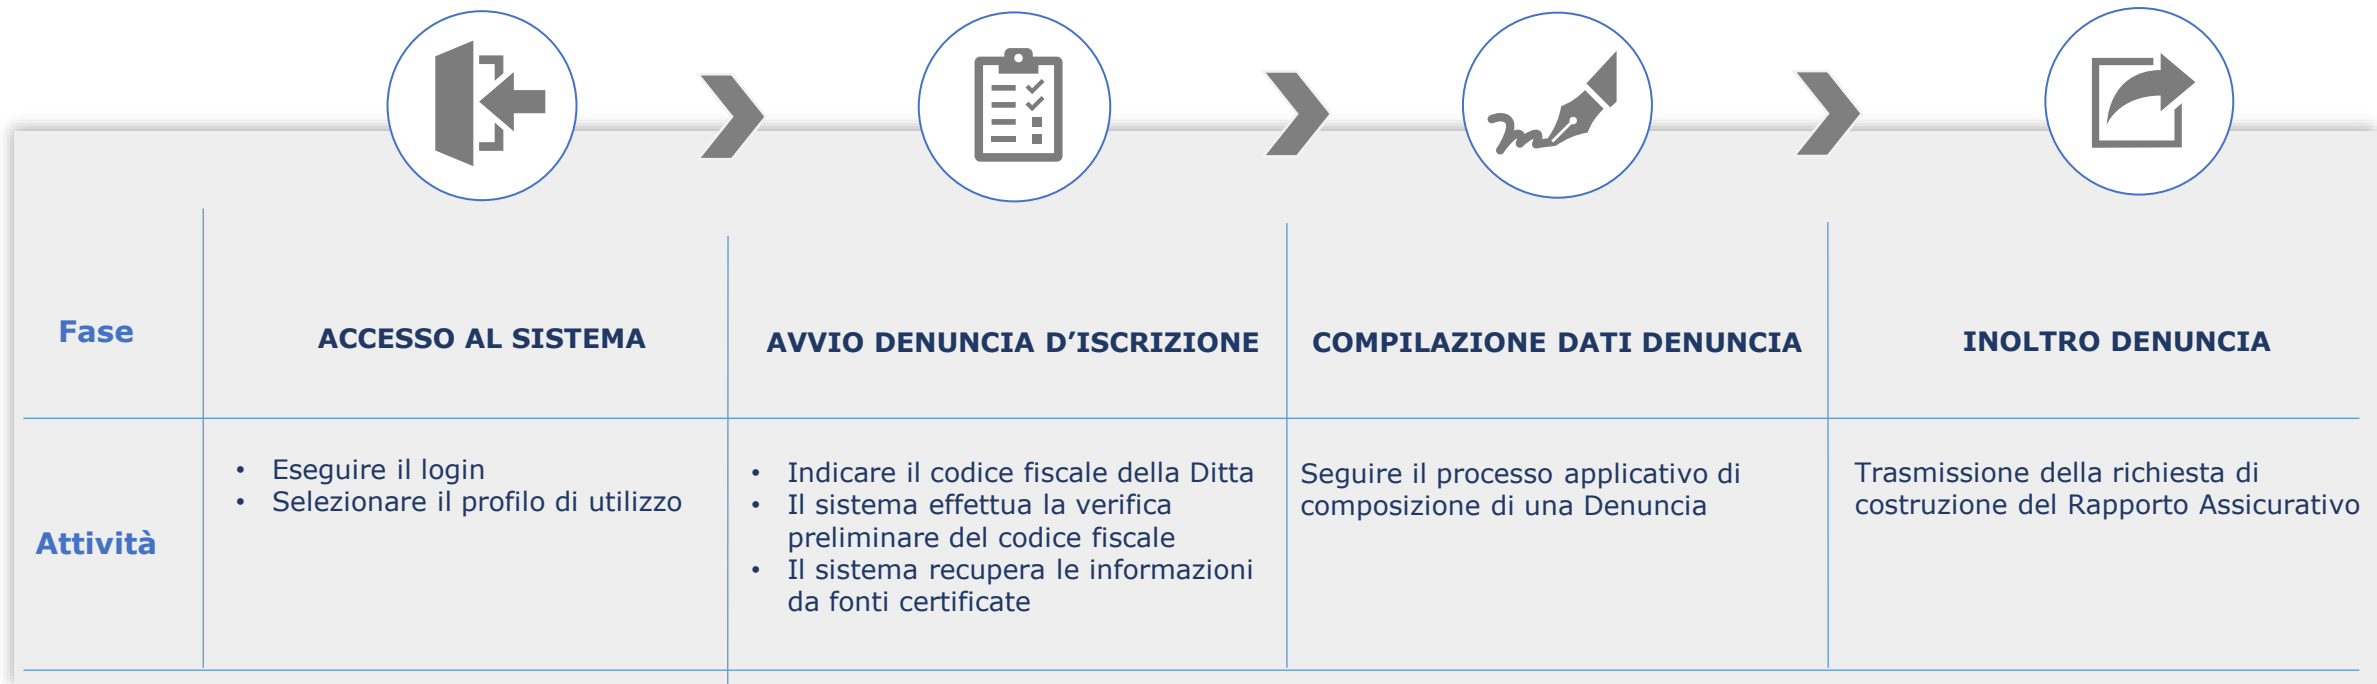 Fase
ACCESSO AL SISTEMA
AVVIO DENUNCIA D’ISCRIZIONE
COMPILAZIONE DATI DENUNCIA
INOLTRO DENUNCIA
Attività
• Eseguire il login
• Selezionare il profilo di utilizzo
• Indicare il codice fiscale della Ditta
• Il sistema effettua la verifica
preliminare del codice fiscale
• Il sistema recupera le informazioni
da fonti certificate
Seguire il processo applicativo di
composizione di una Denuncia
Trasmissione della richiesta di
costruzione del Rapporto Assicurativo